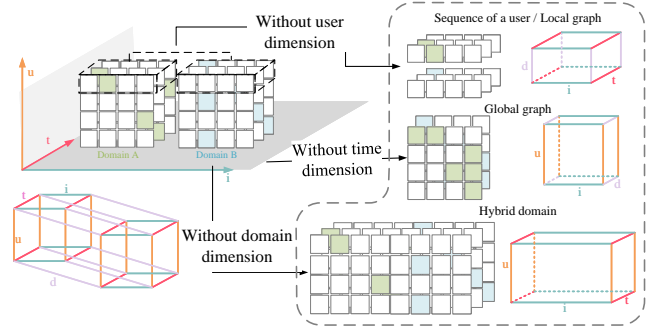 Without user
dimension
Sequence of a user / Local graph
u
t
Domain A
Domain B
i
d
t
i
Global graph
Without time
dimension
u
i
d
t
i
u
d
Without domain
dimension
Hybrid domain
u
i
t